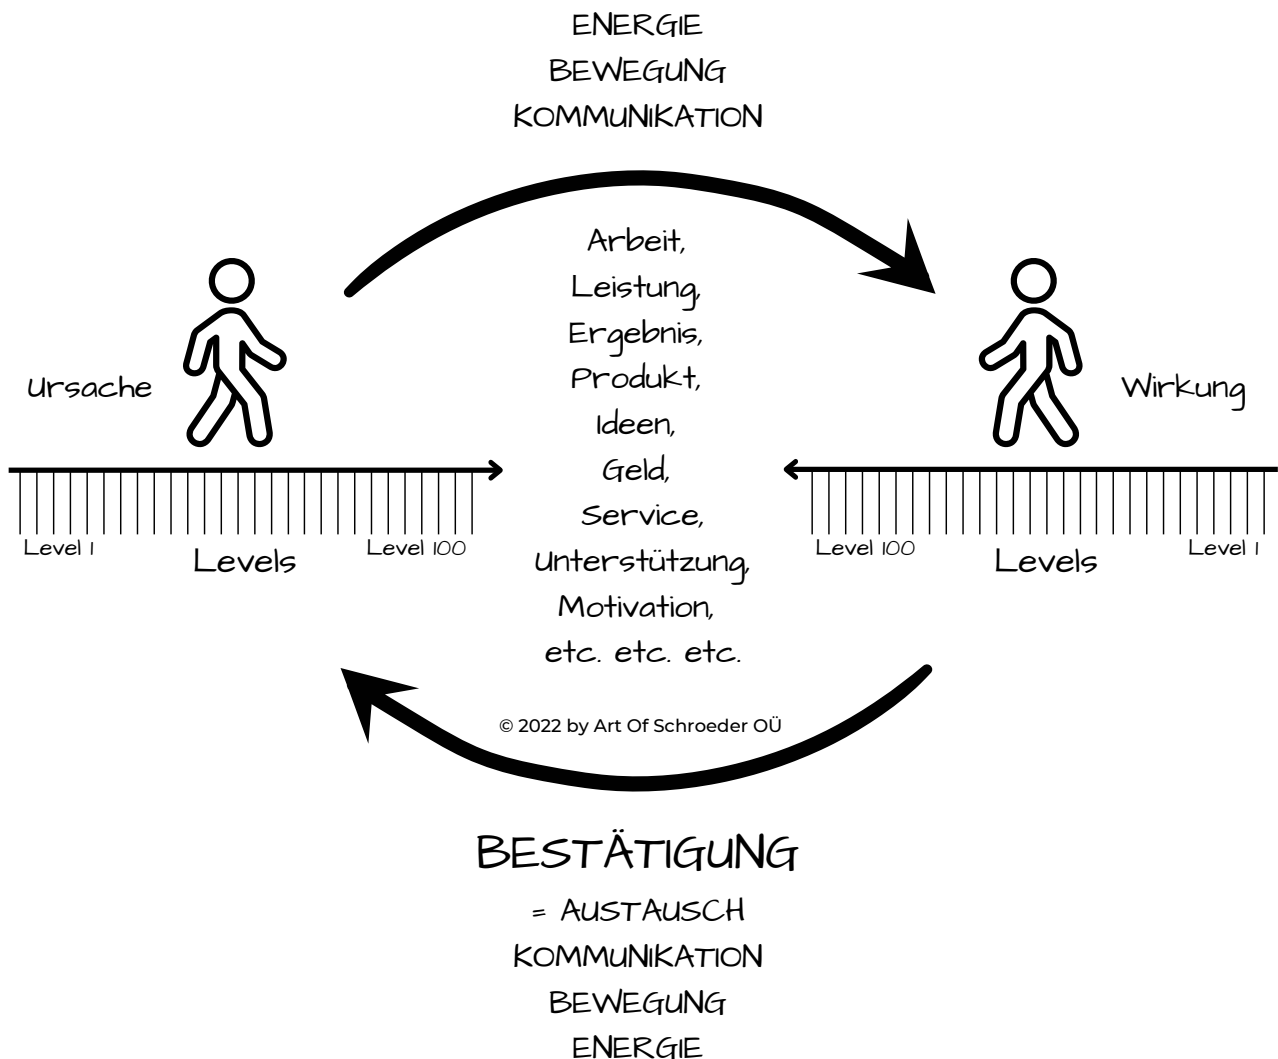 ENERGIE
BEWEGUNG
KOMMUNIKATION
Arbeit,
Leistung,
Ergebnis,
Produkt,
Ideen,
Geld,
Service,
Unterstützung,
Motivation,
etc. etc. etc.
Ursache
Wirkung
Level 1
Levels
Level 100
Level 100
Levels
Level 1
© 2022 by Art Of Schroeder OÜ
BESTÄTIGUNG
= AUSTAUSCH
KOMMUNIKATION
BEWEGUNG
ENERGIE